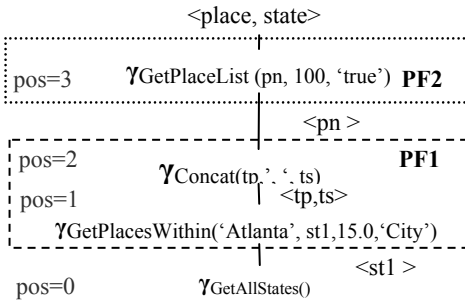 <place, state>
pos=3 γGetPlaceList (pn, 100, ‘true’) PF2
<pn >
pos=2 PF1
γConcat(tp,’, ‘, ts)
pos=1 <tp,ts>
γGetPlacesWithin(‘Atlanta’, st1,15.0,‘City’)
<st1 >
pos=0 γGetAllStates()